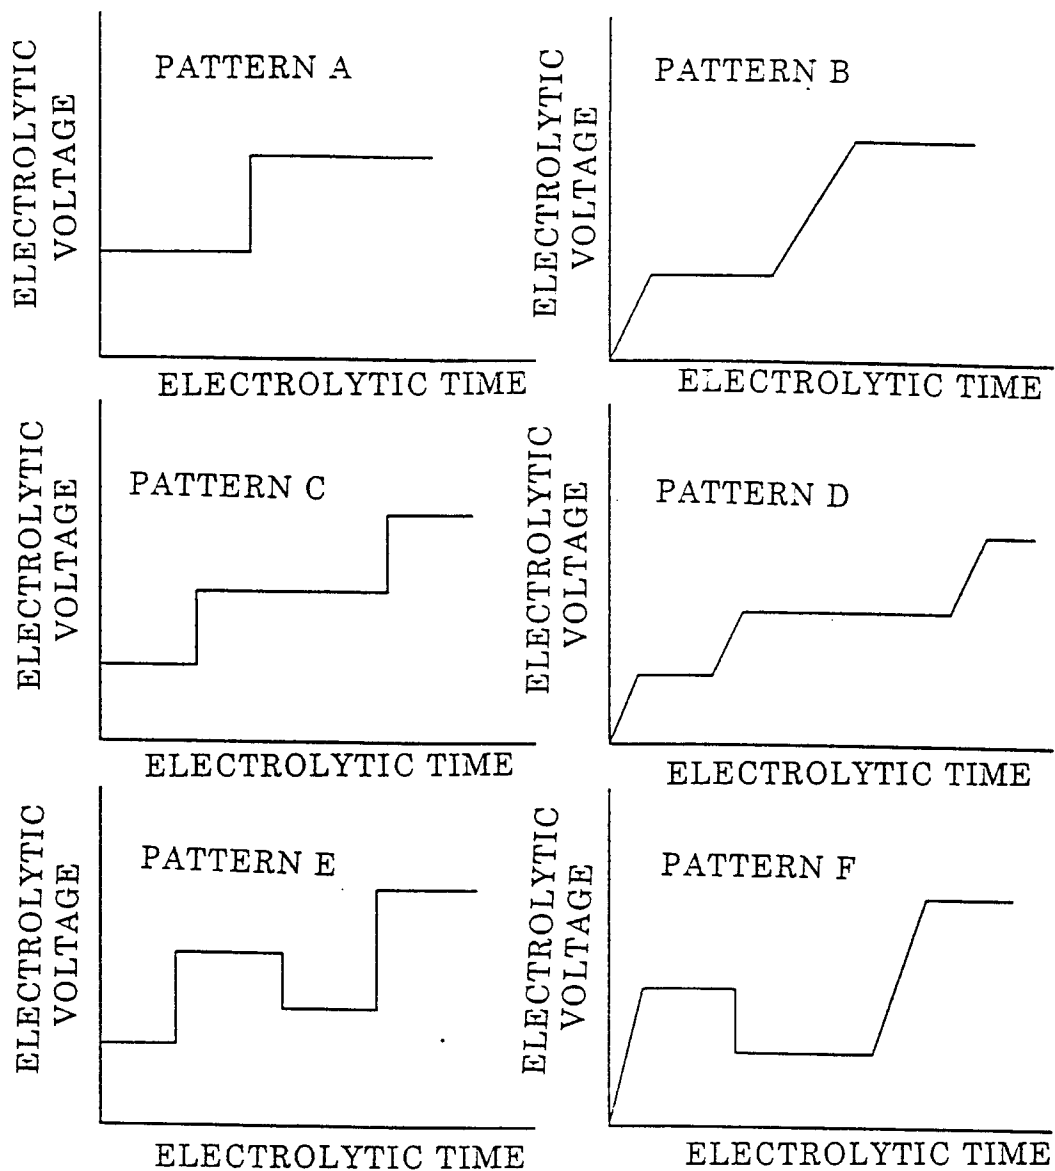 PATTERN A
ELECTROLYTIC
VOLTAGE
ELECTROLYTIC TIME
PATTERN B
ELECTROLYTIC
VOLTAGE
ELECTROLYTIC TIME
PATTERN C
ELECTROLYTIC
VOLTAGE
ELECTROLYTIC TIME
PATTERN D
ELECTROLYTIC
VOLTAGE
ELECTROLYTIC TIME
PATTERN E
ELECTROLYTIC
VOLTAGE
ELECTROLYTIC TIME
PATTERN F
ELECTROLYTIC
VOLTAGE
ELECTROLYTIC TIME